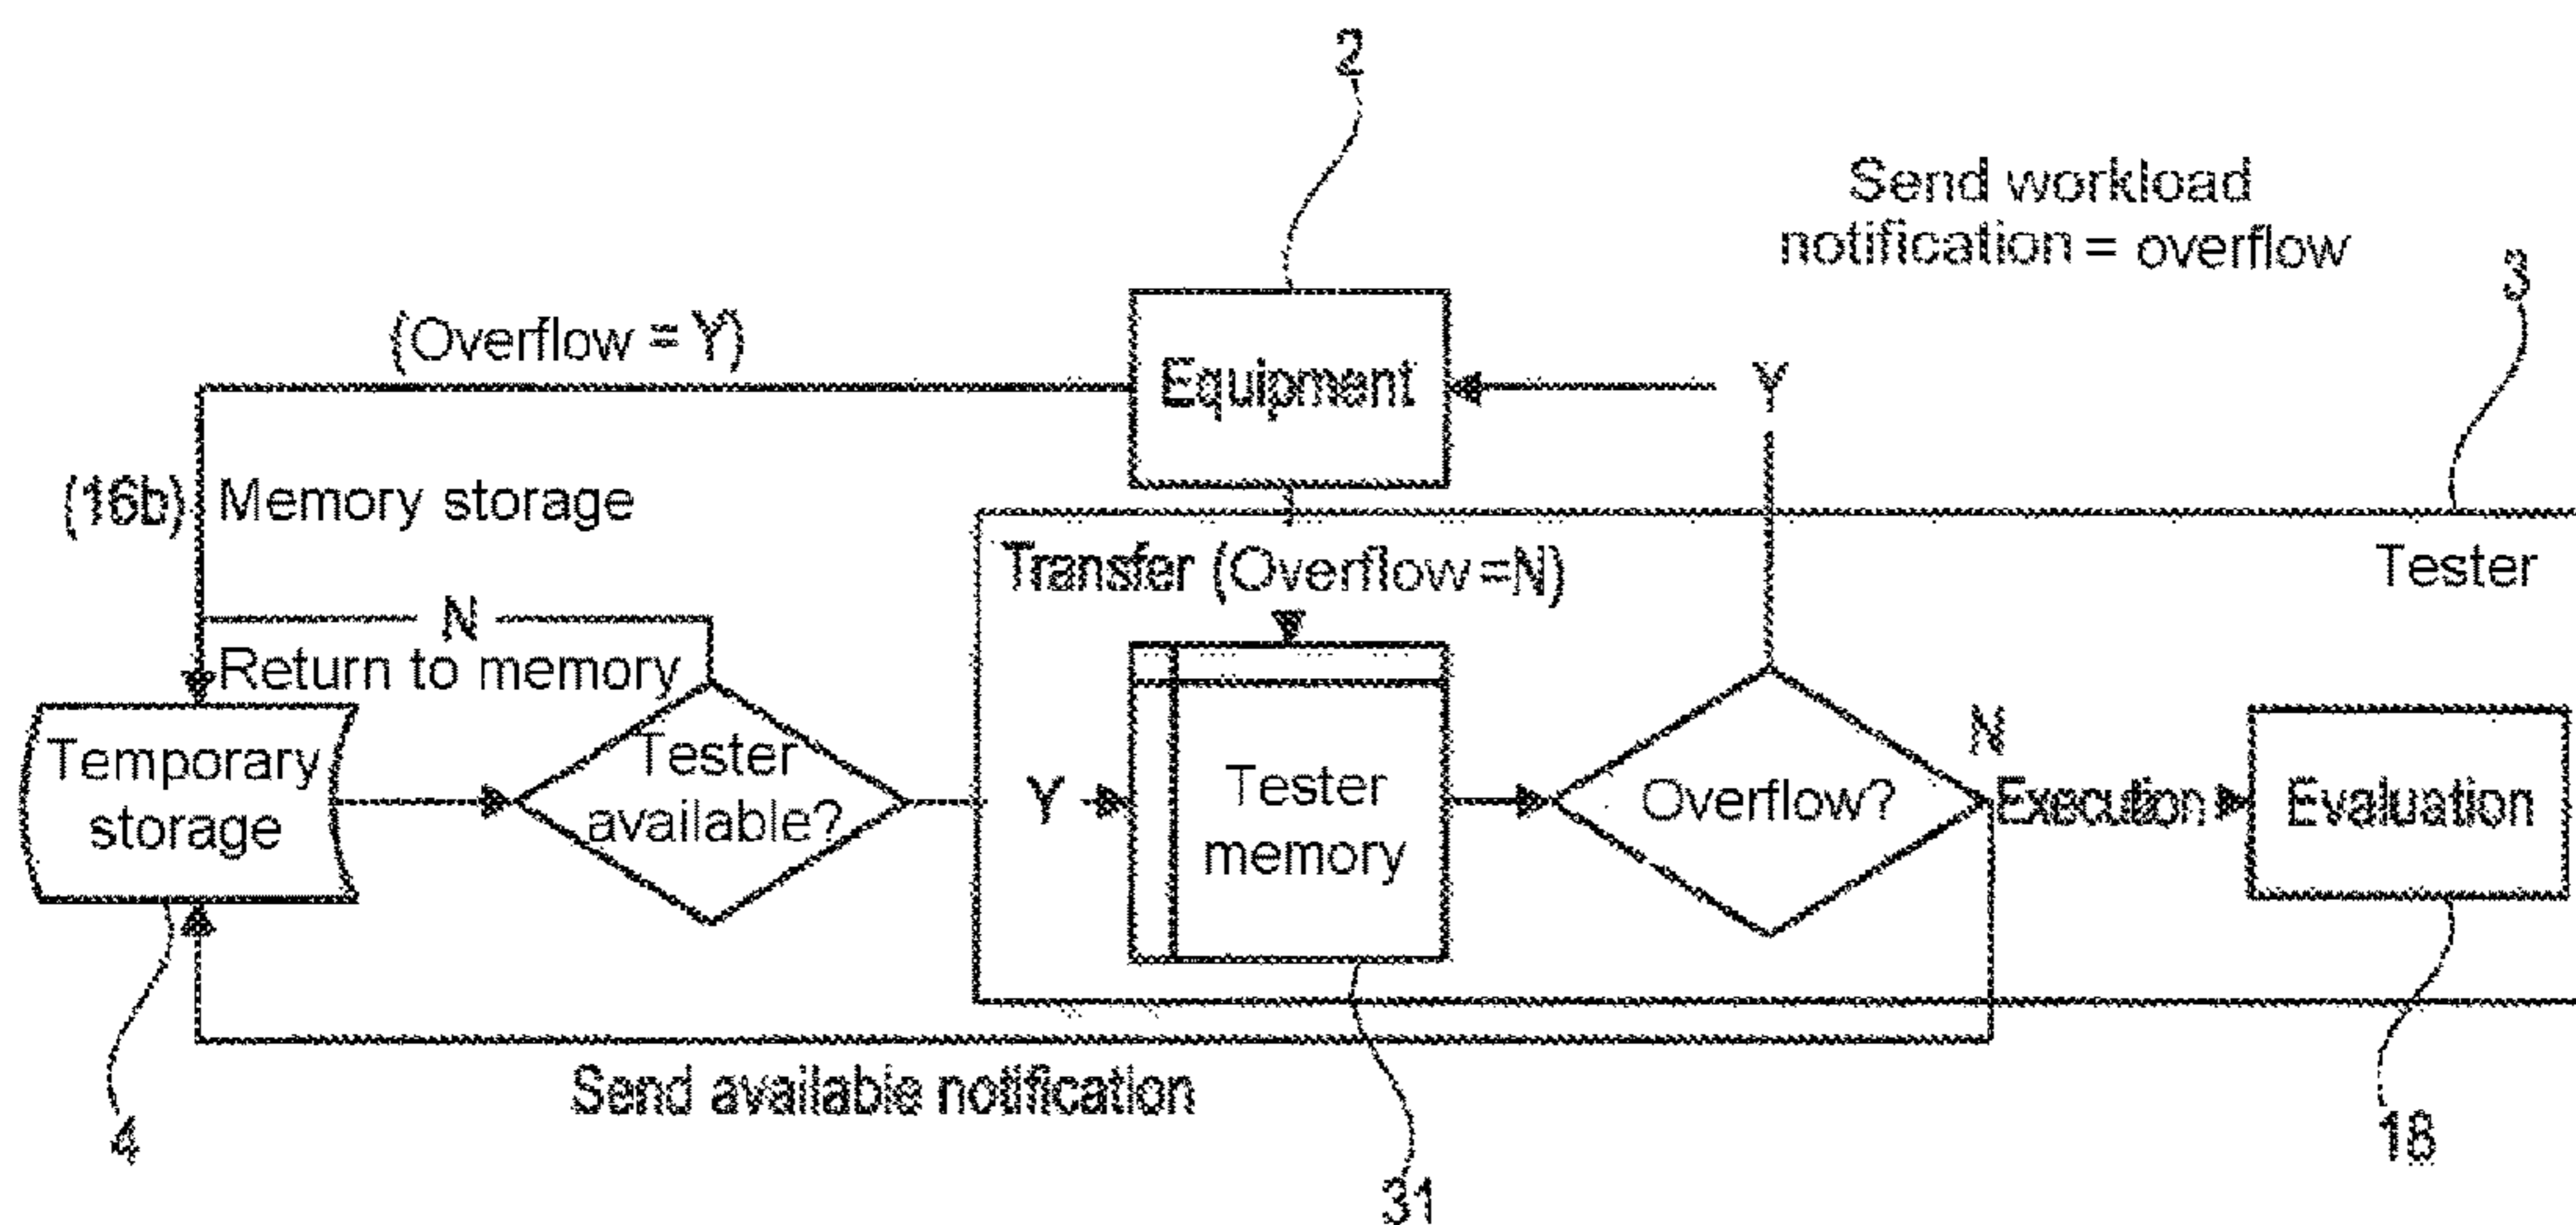 2
Send workload
notification = overflow
3
(Overflow = Y)
Equipment
Y
(16b)
Memory storage
Tester
Transfer (Overflow =N)
N
Return to memory
Temporary
storage
Tester
available?
Y
Tester
memory
Overflow?
N
Execution
Evaluation
Send available notification
4
31
18